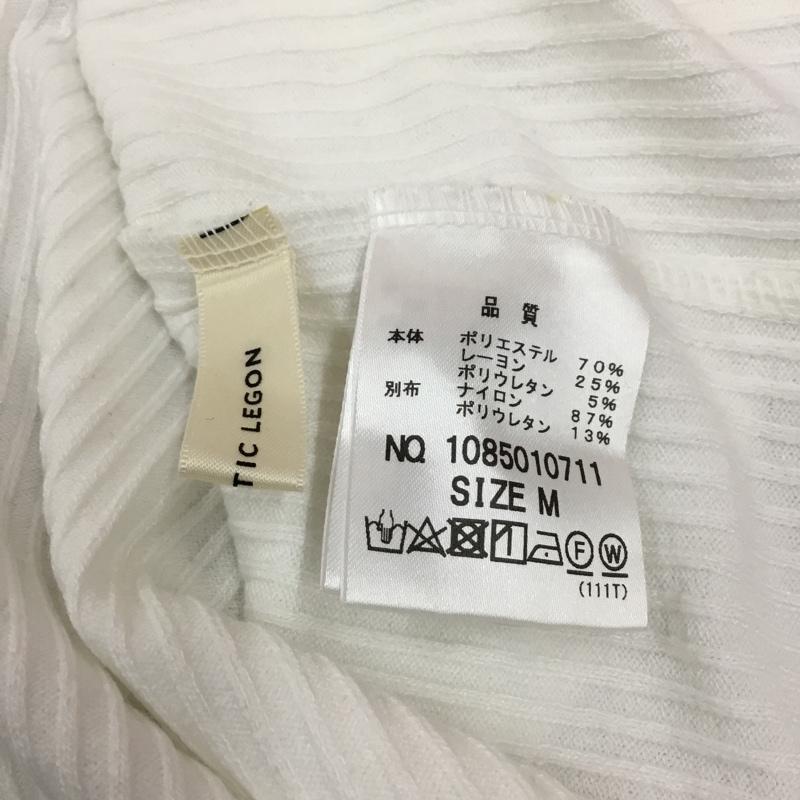 TIC LEGON
品質
本体 ポリエステル 70%
レーヨン 25%
ポリウレタン 5%
別布 ナイロン 87%
ポリウレタン 13%
NO. 1085010711
SIZE M
F W
(111T)